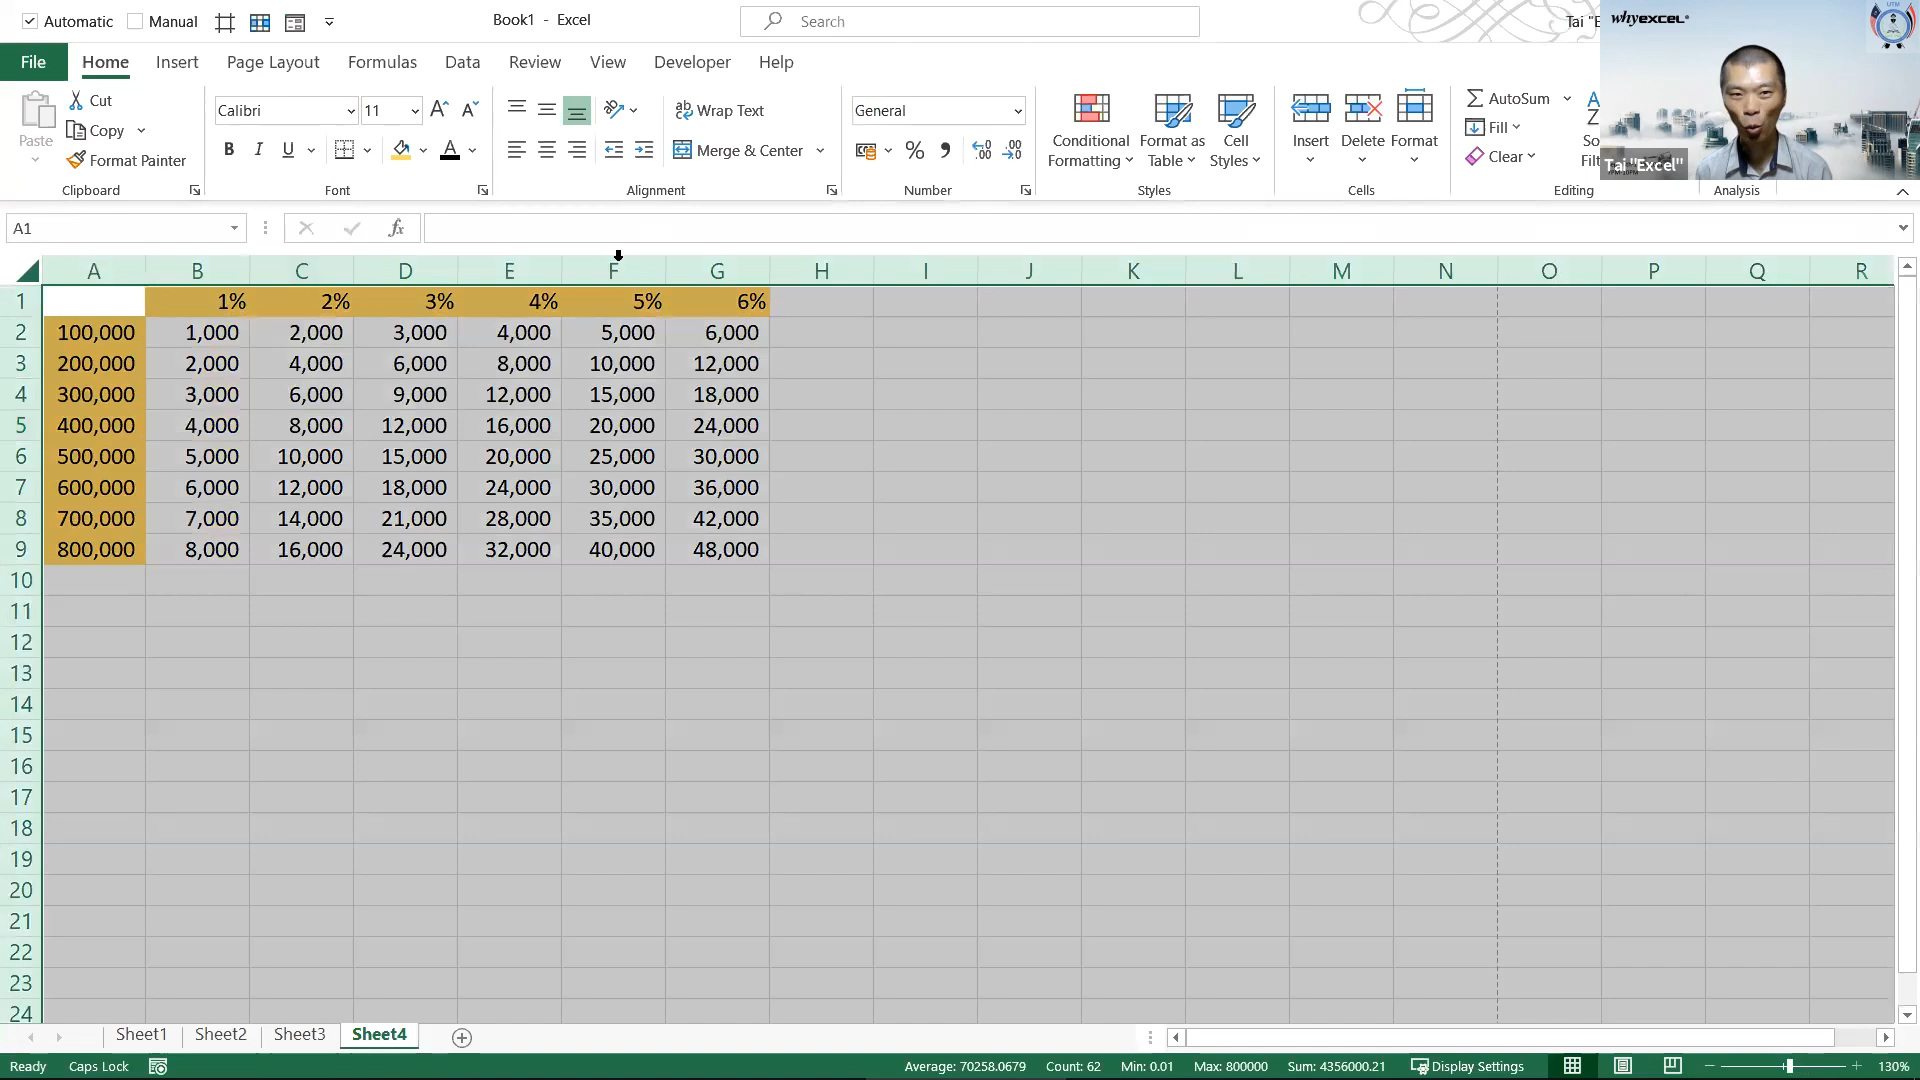 Automatic Manual Book1 - Excel Search Tai "E whyexcel UTM
File Home Insert Page Layout Formulas Data Review View Developer Help
Paste Cut Copy Format Painter Clipboard
Calibri 11 B I U A Font
Wrap Text Merge & Center Alignment
General % Number
Conditional Formatting Format as Table Cell Styles Styles
Insert Delete Format Cells
AutoSum Fill Clear So Filt Editing
Tai "Excel" Analysis
A1 fx
A B C D E F G H I J K L M N O P Q R
1 1% 2% 3% 4% 5% 6%
2 100,000 1,000 2,000 3,000 4,000 5,000 6,000
3 200,000 2,000 4,000 6,000 8,000 10,000 12,000
4 300,000 3,000 6,000 9,000 12,000 15,000 18,000
5 400,000 4,000 8,000 12,000 16,000 20,000 24,000
6 500,000 5,000 10,000 15,000 20,000 25,000 30,000
7 600,000 6,000 12,000 18,000 24,000 30,000 36,000
8 700,000 7,000 14,000 21,000 28,000 35,000 42,000
9 800,000 8,000 16,000 24,000 32,000 40,000 48,000
10
11
12
13
14
15
16
17
18
19
20
21
22
23
24
Sheet1 Sheet2 Sheet3 Sheet4
Ready Caps Lock Average: 70258.0679 Count: 62 Min: 0.01 Max: 800000 Sum: 4356000.21 Display Settings 130%